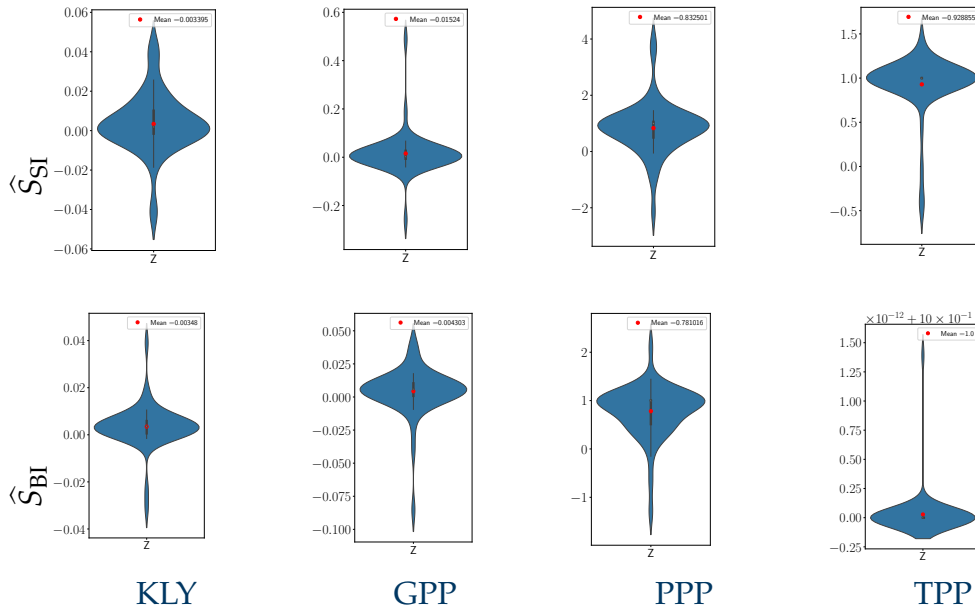 Mean −0.003395
0.06
0.04
0.02
0.00
−0.02
−0.04
−0.06
Z
Mean −0.01524
0.6
0.4
0.2
0.0
−0.2
Z
Mean −0.832501
4
2
0
−2
Z
Mean −0.928855
1.5
1.0
0.5
0.0
−0.5
Z
ŜSI
Mean −0.00348
0.04
0.02
0.00
−0.02
−0.04
Z
Mean −0.004303
0.050
0.025
0.000
−0.025
−0.050
−0.075
−0.100
Z
Mean −0.781016
2
1
0
−1
Z
×10−12 + 10 × 10−1
Mean −1.0
1.50
1.25
1.00
0.75
0.50
0.25
0.00
−0.25
Z
ŜBI
KLY GPP PPP TPP